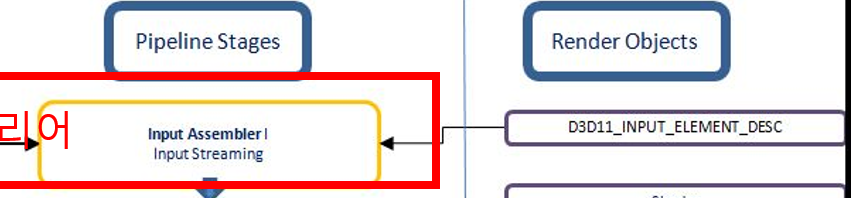 Pipeline Stages
Render Objects
리어
Input Assembler
Input Streaming
D3D11_INPUT_ELEMENT_DESC